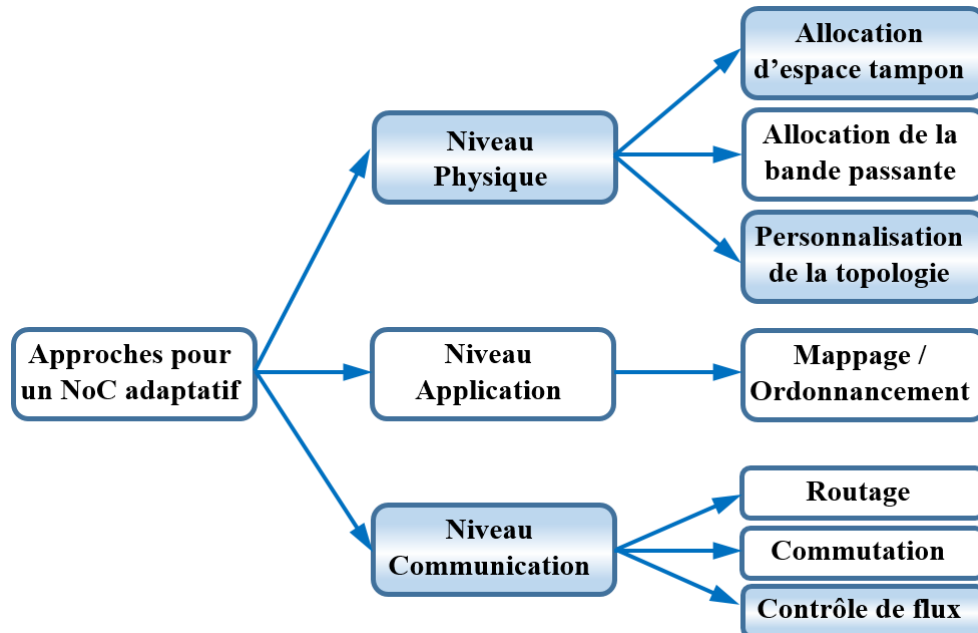 Approches pour
un NoC adaptatif
Niveau
Physique
Allocation
d'espace tampon
Allocation de la
bande passante
Personnalisation
de la topologie
Niveau
Application
Mappage /
Ordonnancement
Niveau
Communication
Routage
Commutation
Contrôle de flux